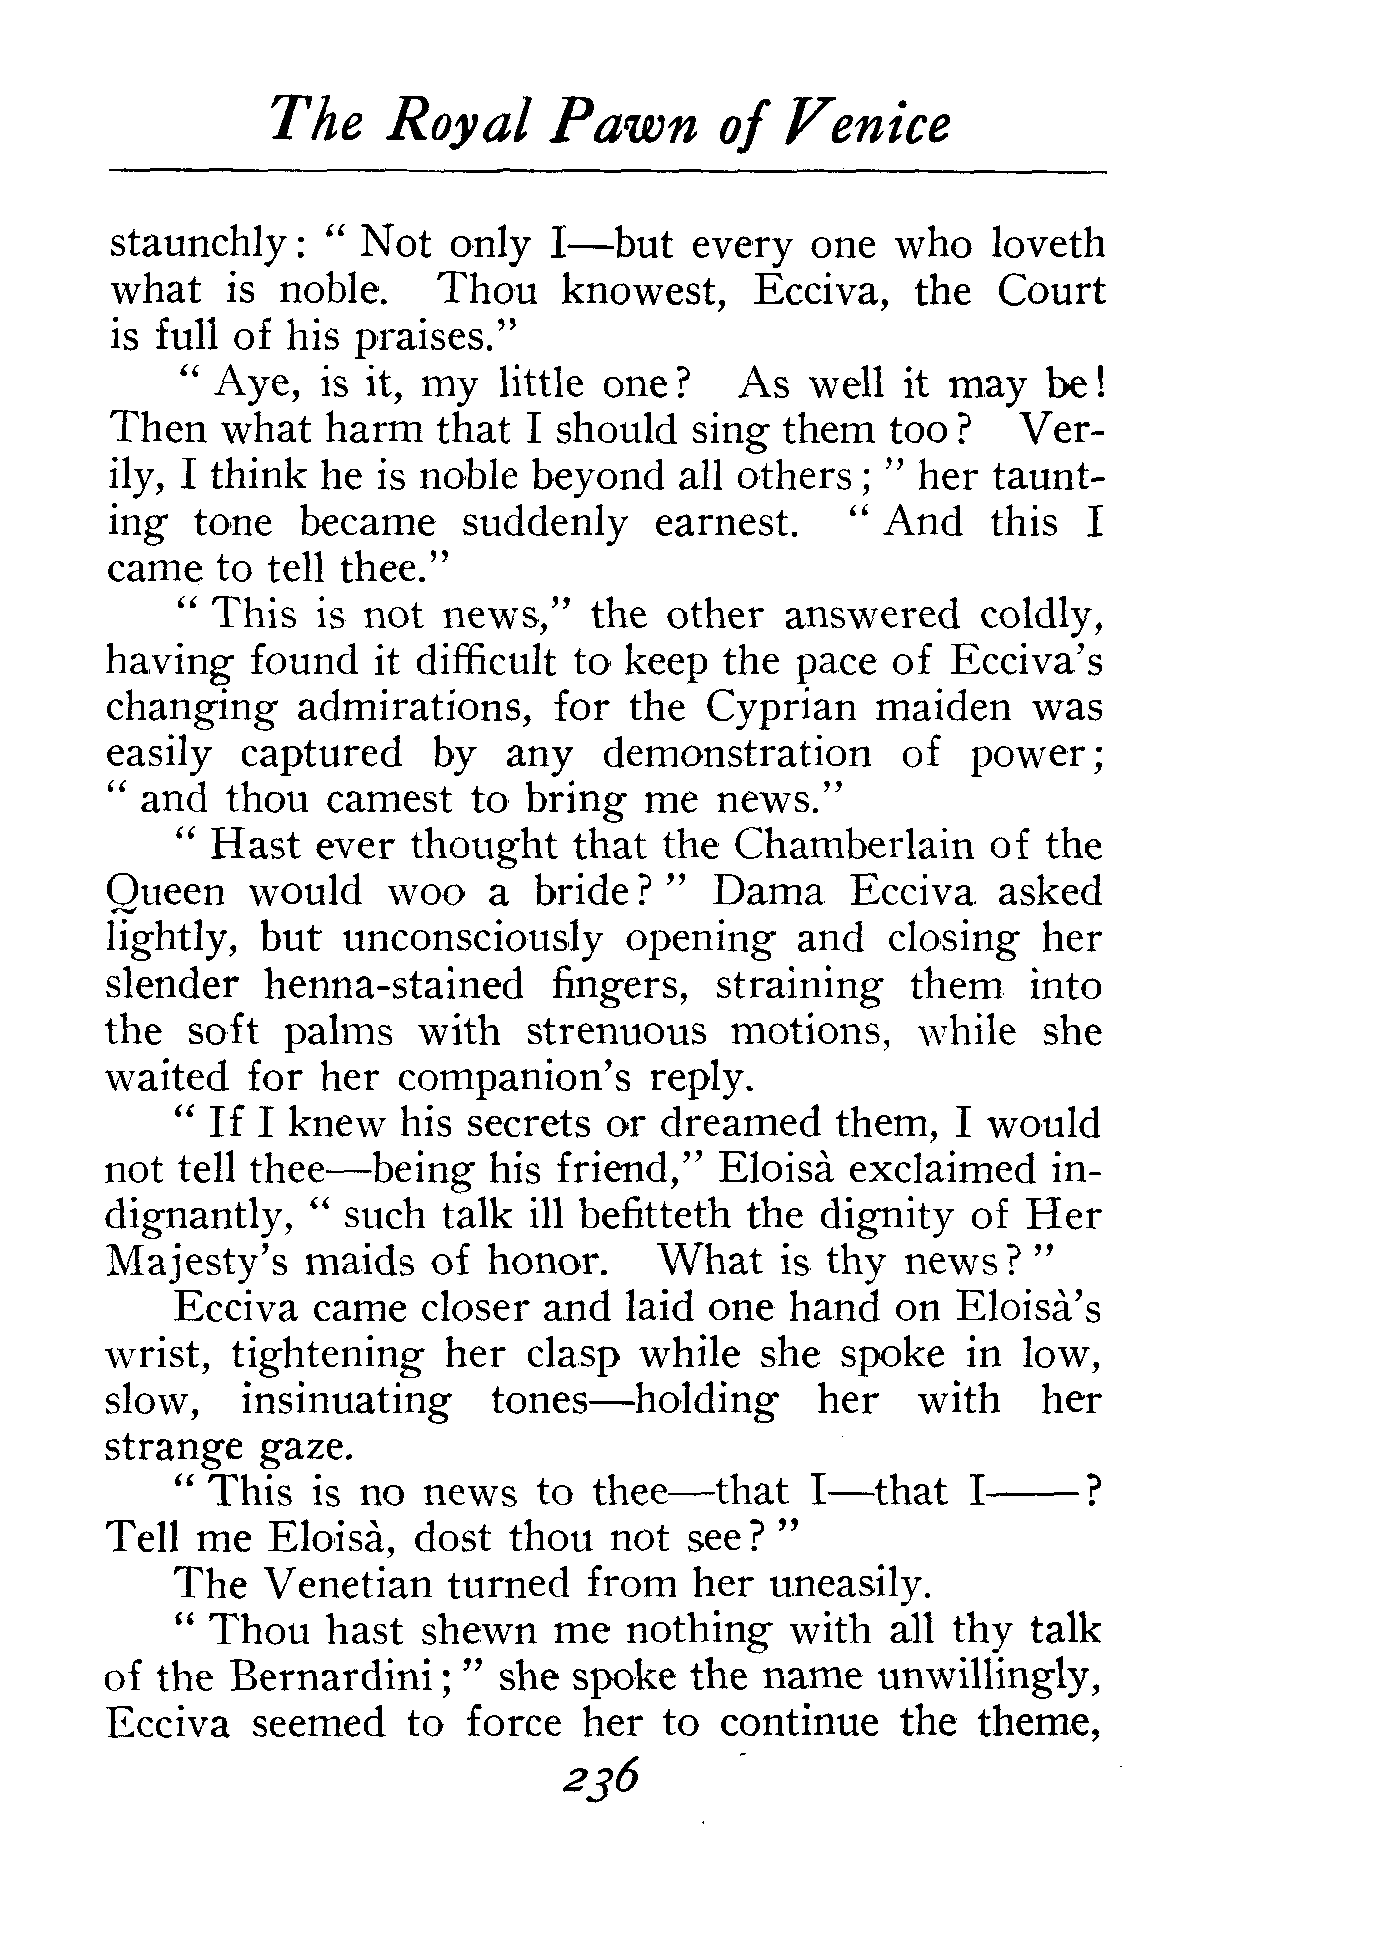 The Royal Pawn of Venice
staunchly: “ Not only I—but every one who loveth
what is noble. Thou knowest, Ecciva, the Court
is full of his praises.”
“ Aye, is it, my little one? As well it may be!
Then what harm that I should sing them too? Ver-
ily, I think he is noble beyond all others; ” her taunt-
ing tone became suddenly earnest. “ And this I
came to tell thee.”
“ This is not news,” the other answered coldly,
having found it difficult to keep the pace of Ecciva’s
changing admirations, for the Cyprian maiden was
easily captured by any demonstration of power;
“ and thou camest to bring me news.”
“ Hast ever thought that the Chamberlain of the
Queen would woo a bride? ” Dama Ecciva asked
lightly, but unconsciously opening and closing her
slender henna-stained fingers, straining them into
the soft palms with strenuous motions, while she
waited for her companion’s reply.
“ If I knew his secrets or dreamed them, I would
not tell thee—being his friend,” Eloisà exclaimed in-
dignantly, “ such talk ill befitteth the dignity of Her
Majesty’s maids of honor. What is thy news? ”
Ecciva came closer and laid one hand on Eloisà’s
wrist, tightening her clasp while she spoke in low,
slow, insinuating tones—holding her with her
strange gaze.
“ This is no news to thee—that I—that I——?
Tell me Eloisà, dost thou not see? ”
The Venetian turned from her uneasily.
“ Thou hast shewn me nothing with all thy talk
of the Bernardini; ” she spoke the name unwillingly,
Ecciva seemed to force her to continue the theme,
236